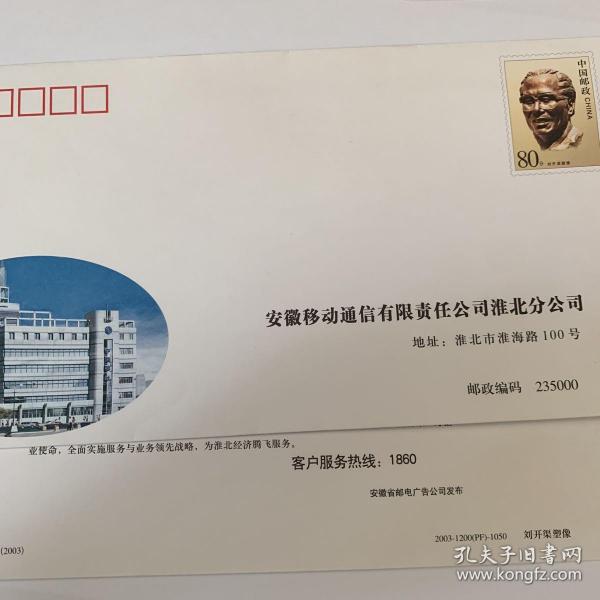 中国邮政 CHINA
80分 刘开渠塑像
安徽移动通信有限责任公司淮北分公司
地址：淮北市淮海路100号
邮政编码 235000
业使命，全面实施服务与业务领先战略，为淮北经济腾飞服务。
客户服务热线：1860
安徽省邮电广告公司发布
(2003)
2003-1200(PF)-1050 刘开渠塑像
孔夫子旧书网
www.kongfz.com